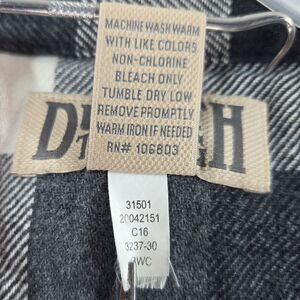 MACHINE WASH WARM
WITH LIKE COLORS
NON-CHLORINE
BLEACH ONLY
TUMBLE DRY LOW
REMOVE PROMPTLY
WARM IRON IF NEEDED
RN# 106803
31501
20042151
C16
3237-30